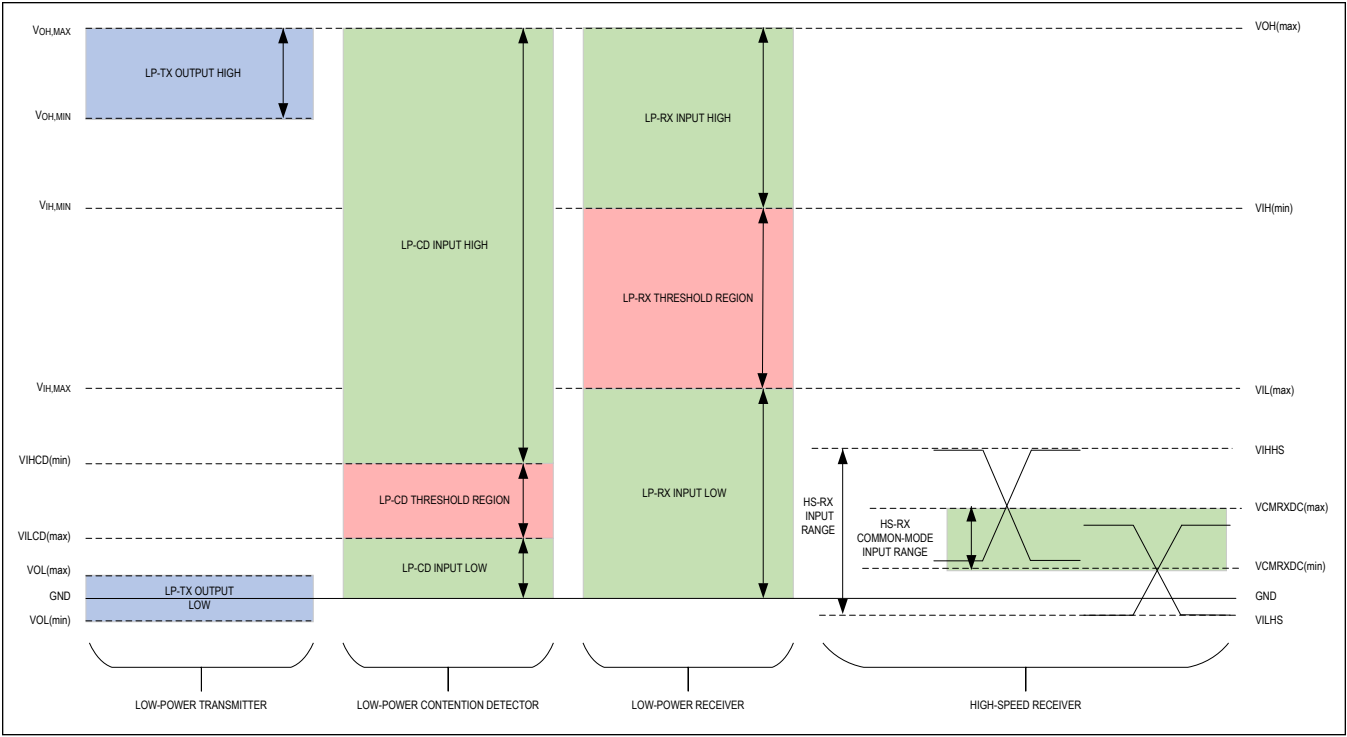 VOH,MAX
VOH(max)
LP-TX OUTPUT HIGH
VOH,MIN
LP-RX INPUT HIGH
VIH,MIN
VIH(min)
LP-CD INPUT HIGH
LP-RX THRESHOLD REGION
VIH,MAX
VIL(max)
VIHCD(min)
VIHHS
LP-CD THRESHOLD REGION
LP-RX INPUT LOW
HS-RX
INPUT
RANGE
VCMRXDC(max)
HS-RX
COMMON-MODE
INPUT RANGE
VILCD(max)
VOL(max)
LP-CD INPUT LOW
VCMRXDC(min)
GND
LP-TX OUTPUT
LOW
GND
VOL(min)
VILHS
LOW-POWER TRANSMITTER
LOW-POWER CONTENTION DETECTOR
LOW-POWER RECEIVER
HIGH-SPEED RECEIVER